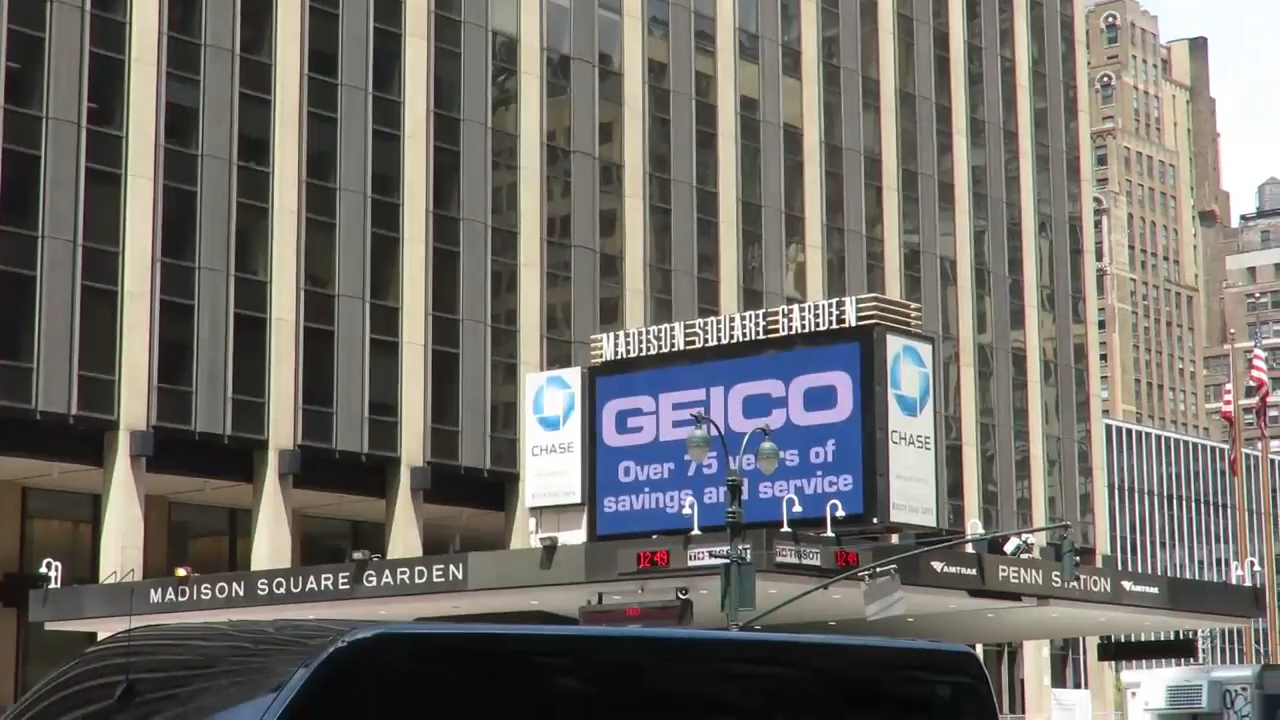 MADISON SQUARE GARDEN
CHASE
GEICO
Over 75 years of
savings and service
CHASE
12:49
TISSOT
TISSOT
12:49
MADISON SQUARE GARDEN
AMTRAK
PENN STATION
AMTRAK